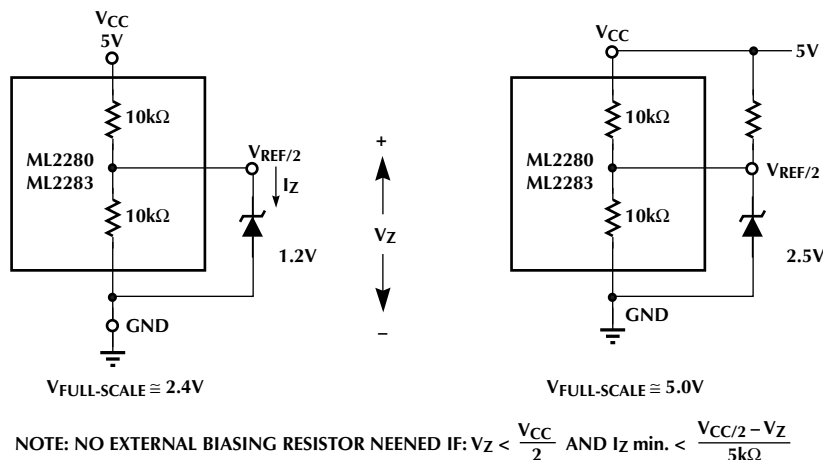 VCC
5V
10kΩ
ML2280
ML2283
VREF/2
IZ
10kΩ
1.2V
GND
VFULL-SCALE ≅ 2.4V
+
VZ
–
VCC
5V
10kΩ
ML2280
ML2283
VREF/2
10kΩ
2.5V
GND
VFULL-SCALE ≅ 5.0V
NOTE: NO EXTERNAL BIASING RESISTOR NEENED IF: VZ < VCC/2 AND IZ min. < (VCC/2 – VZ)/5kΩ